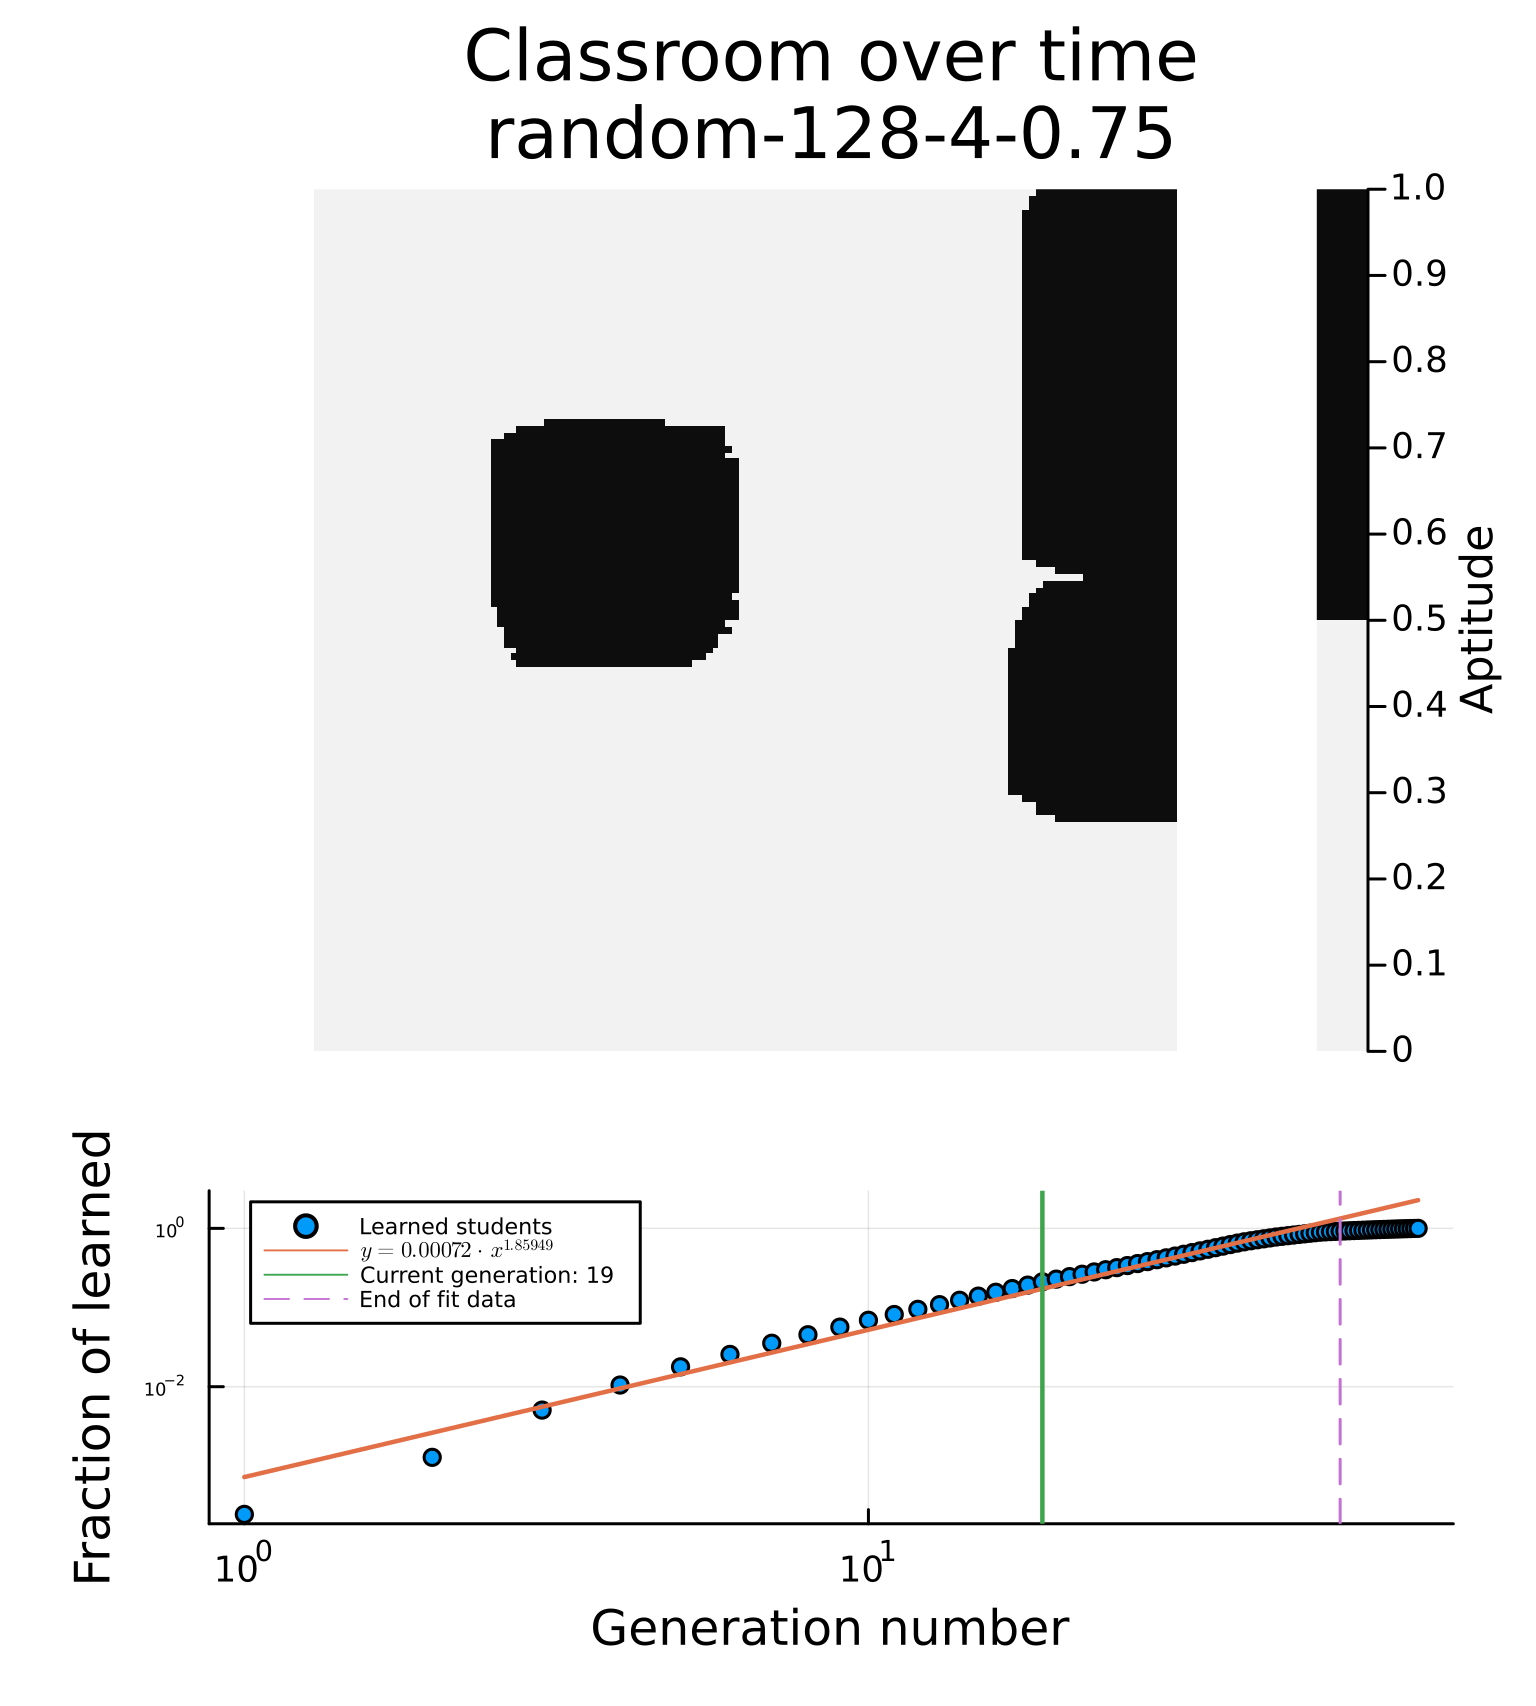 Classroom over time
random-128-4-0.75
1.0
0.9
0.8
0.7
0.6
0.5
0.4
0.3
0.2
0.1
0
Aptitude
Fraction of learned
10^0
10^-2
Learned students
y = 0.00072 · x^1.85949
Current generation: 19
End of fit data
10^0
10^1
Generation number